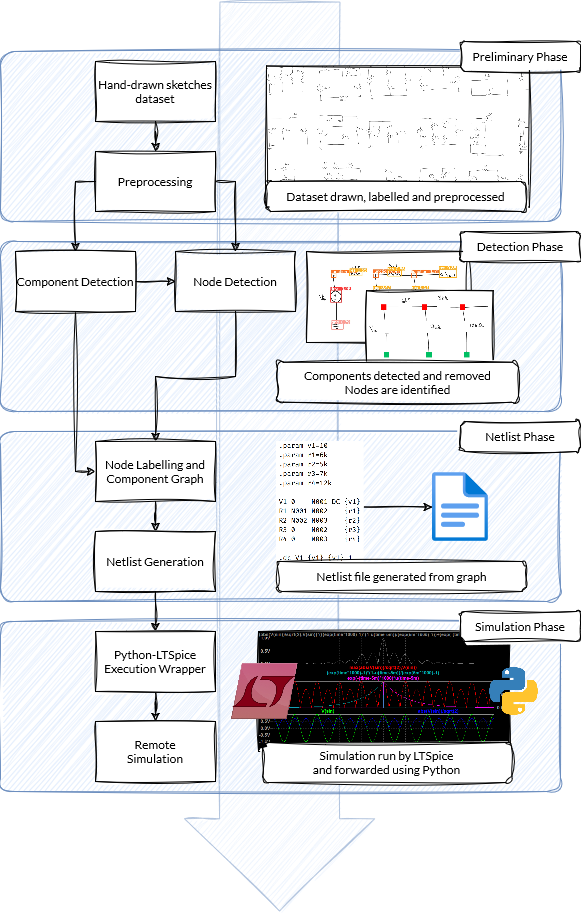 Preliminary Phase
Hand-drawn sketches
dataset
Preprocessing
Dataset drawn, labelled and preprocessed
Detection Phase
Component Detection
Node Detection
Components detected and removed
Nodes are identified
Netlist Phase
.param v1=10
.param r1=6k
.param r2=5k
.param r3=7k
.param r4=12k
V1 0 N001 DC {v1}
R1 N001 N002 {r1}
R2 N002 N003 {r2}
R3 0 N002 {r3}
R4 0 N003
Node Labelling and
Component Graph
Netlist Generation
Netlist file generated from graph
Simulation Phase
Python-LTSpice
Execution Wrapper
Remote
Simulation
Simulation run by LTSpice
and forwarded using Python